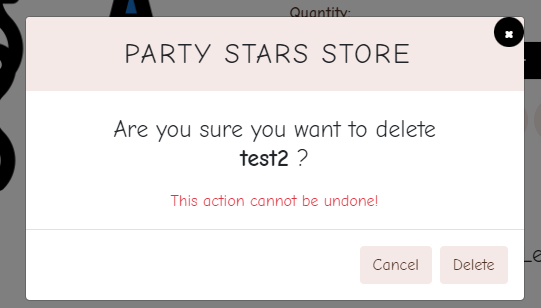 Quantity:
PARTY STARS STORE
Are you sure you want to delete
test2 ?
This action cannot be undone!
Cancel
Delete